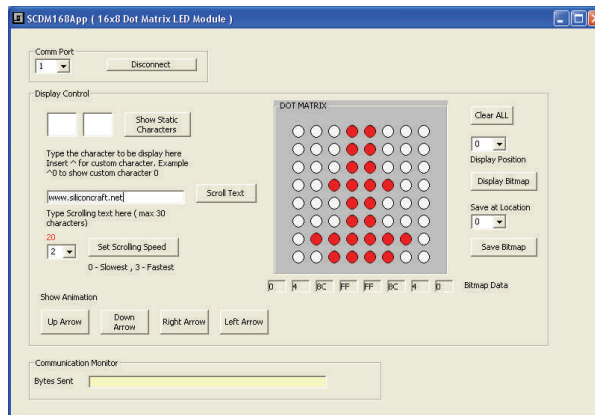 SCDM168App ( 16x8 Dot Matrix LED Module )
Comm Port
1
Disconnect
Display Control
Show Static
Characters
Type the character to be display here
Insert ^ for custom character. Example
^0 to show custom character 0
www.siliconcraft.net
Scroll Text
Type Scrolling text here ( max 30
characters)
20
2
Set Scrolling Speed
0 - Slowest , 3 - Fastest
Show Animation
Up Arrow
Down
Arrow
Right Arrow
Left Arrow
DOT MATRIX
0 4 8C FF FF 8C 4 0
Bitmap Data
Clear ALL
0
Display Position
Display Bitmap
Save at Location
0
Save Bitmap
Communication Monitor
Bytes Sent